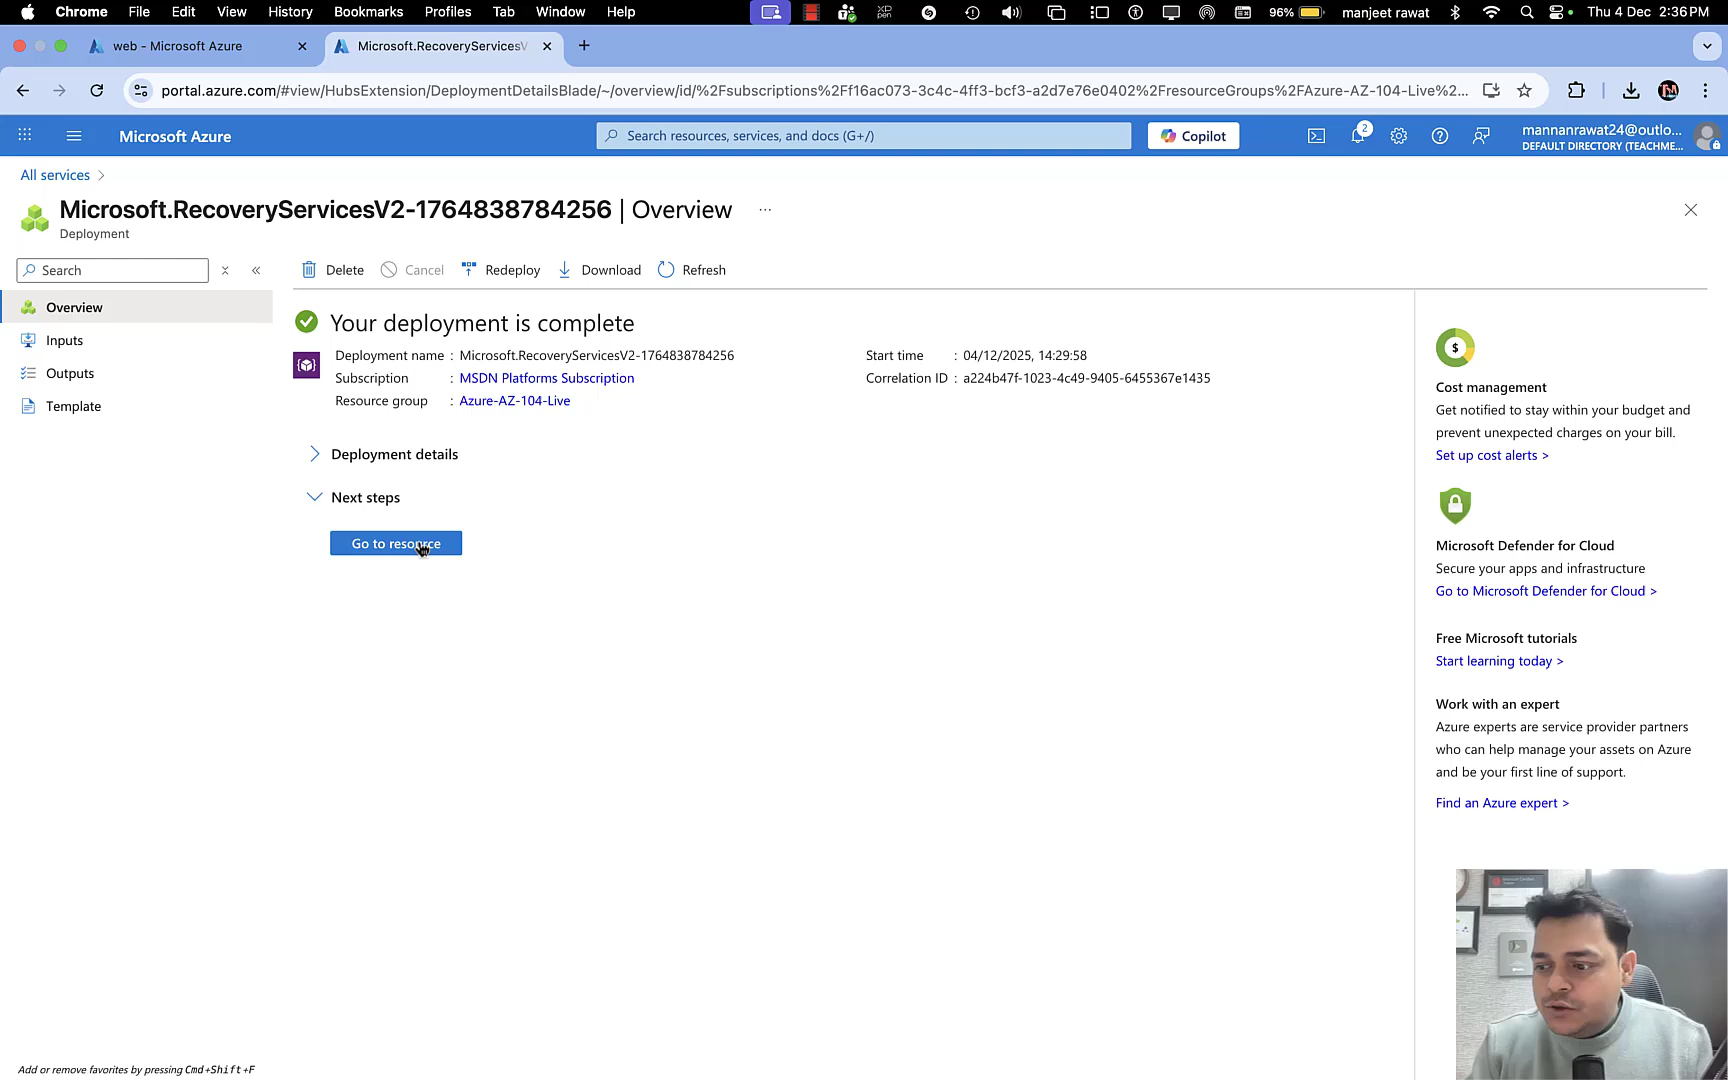 Chrome File Edit View History Bookmarks Profiles Tab Window Help 96% manjeet rawat Thu 4 Dec 2:36 PM
web - Microsoft Azure
Microsoft.RecoveryServicesV
portal.azure.com/#view/HubsExtension/DeploymentDetailsBlade/~/overview/id/%2Fsubscriptions%2Ff16ac073-3c4c-4ff3-bcf3-a2d7e76e0402%2FresourceGroups%2FAzure-AZ-104-Live%2...
Microsoft Azure
Search resources, services, and docs (G+/)
Copilot
2
mannanrawat24@outlo...
DEFAULT DIRECTORY (TEACHME...
All services >
Microsoft.RecoveryServicesV2-1764838784256 | Overview ...
Deployment
Search
Delete Cancel Redeploy Download Refresh
Overview
Inputs
Outputs
Template
Your deployment is complete
Deployment name : Microsoft.RecoveryServicesV2-1764838784256
Subscription : MSDN Platforms Subscription
Resource group : Azure-AZ-104-Live
Start time : 04/12/2025, 14:29:58
Correlation ID : a224b47f-1023-4c49-9405-6455367e1435
Deployment details
Next steps
Go to resource
Cost management
Get notified to stay within your budget and
prevent unexpected charges on your bill.
Set up cost alerts >
Microsoft Defender for Cloud
Secure your apps and infrastructure
Go to Microsoft Defender for Cloud >
Free Microsoft tutorials
Start learning today >
Work with an expert
Azure experts are service provider partners
who can help manage your assets on Azure
and be your first line of support.
Find an Azure expert >
Add or remove favorites by pressing Cmd+Shift+F